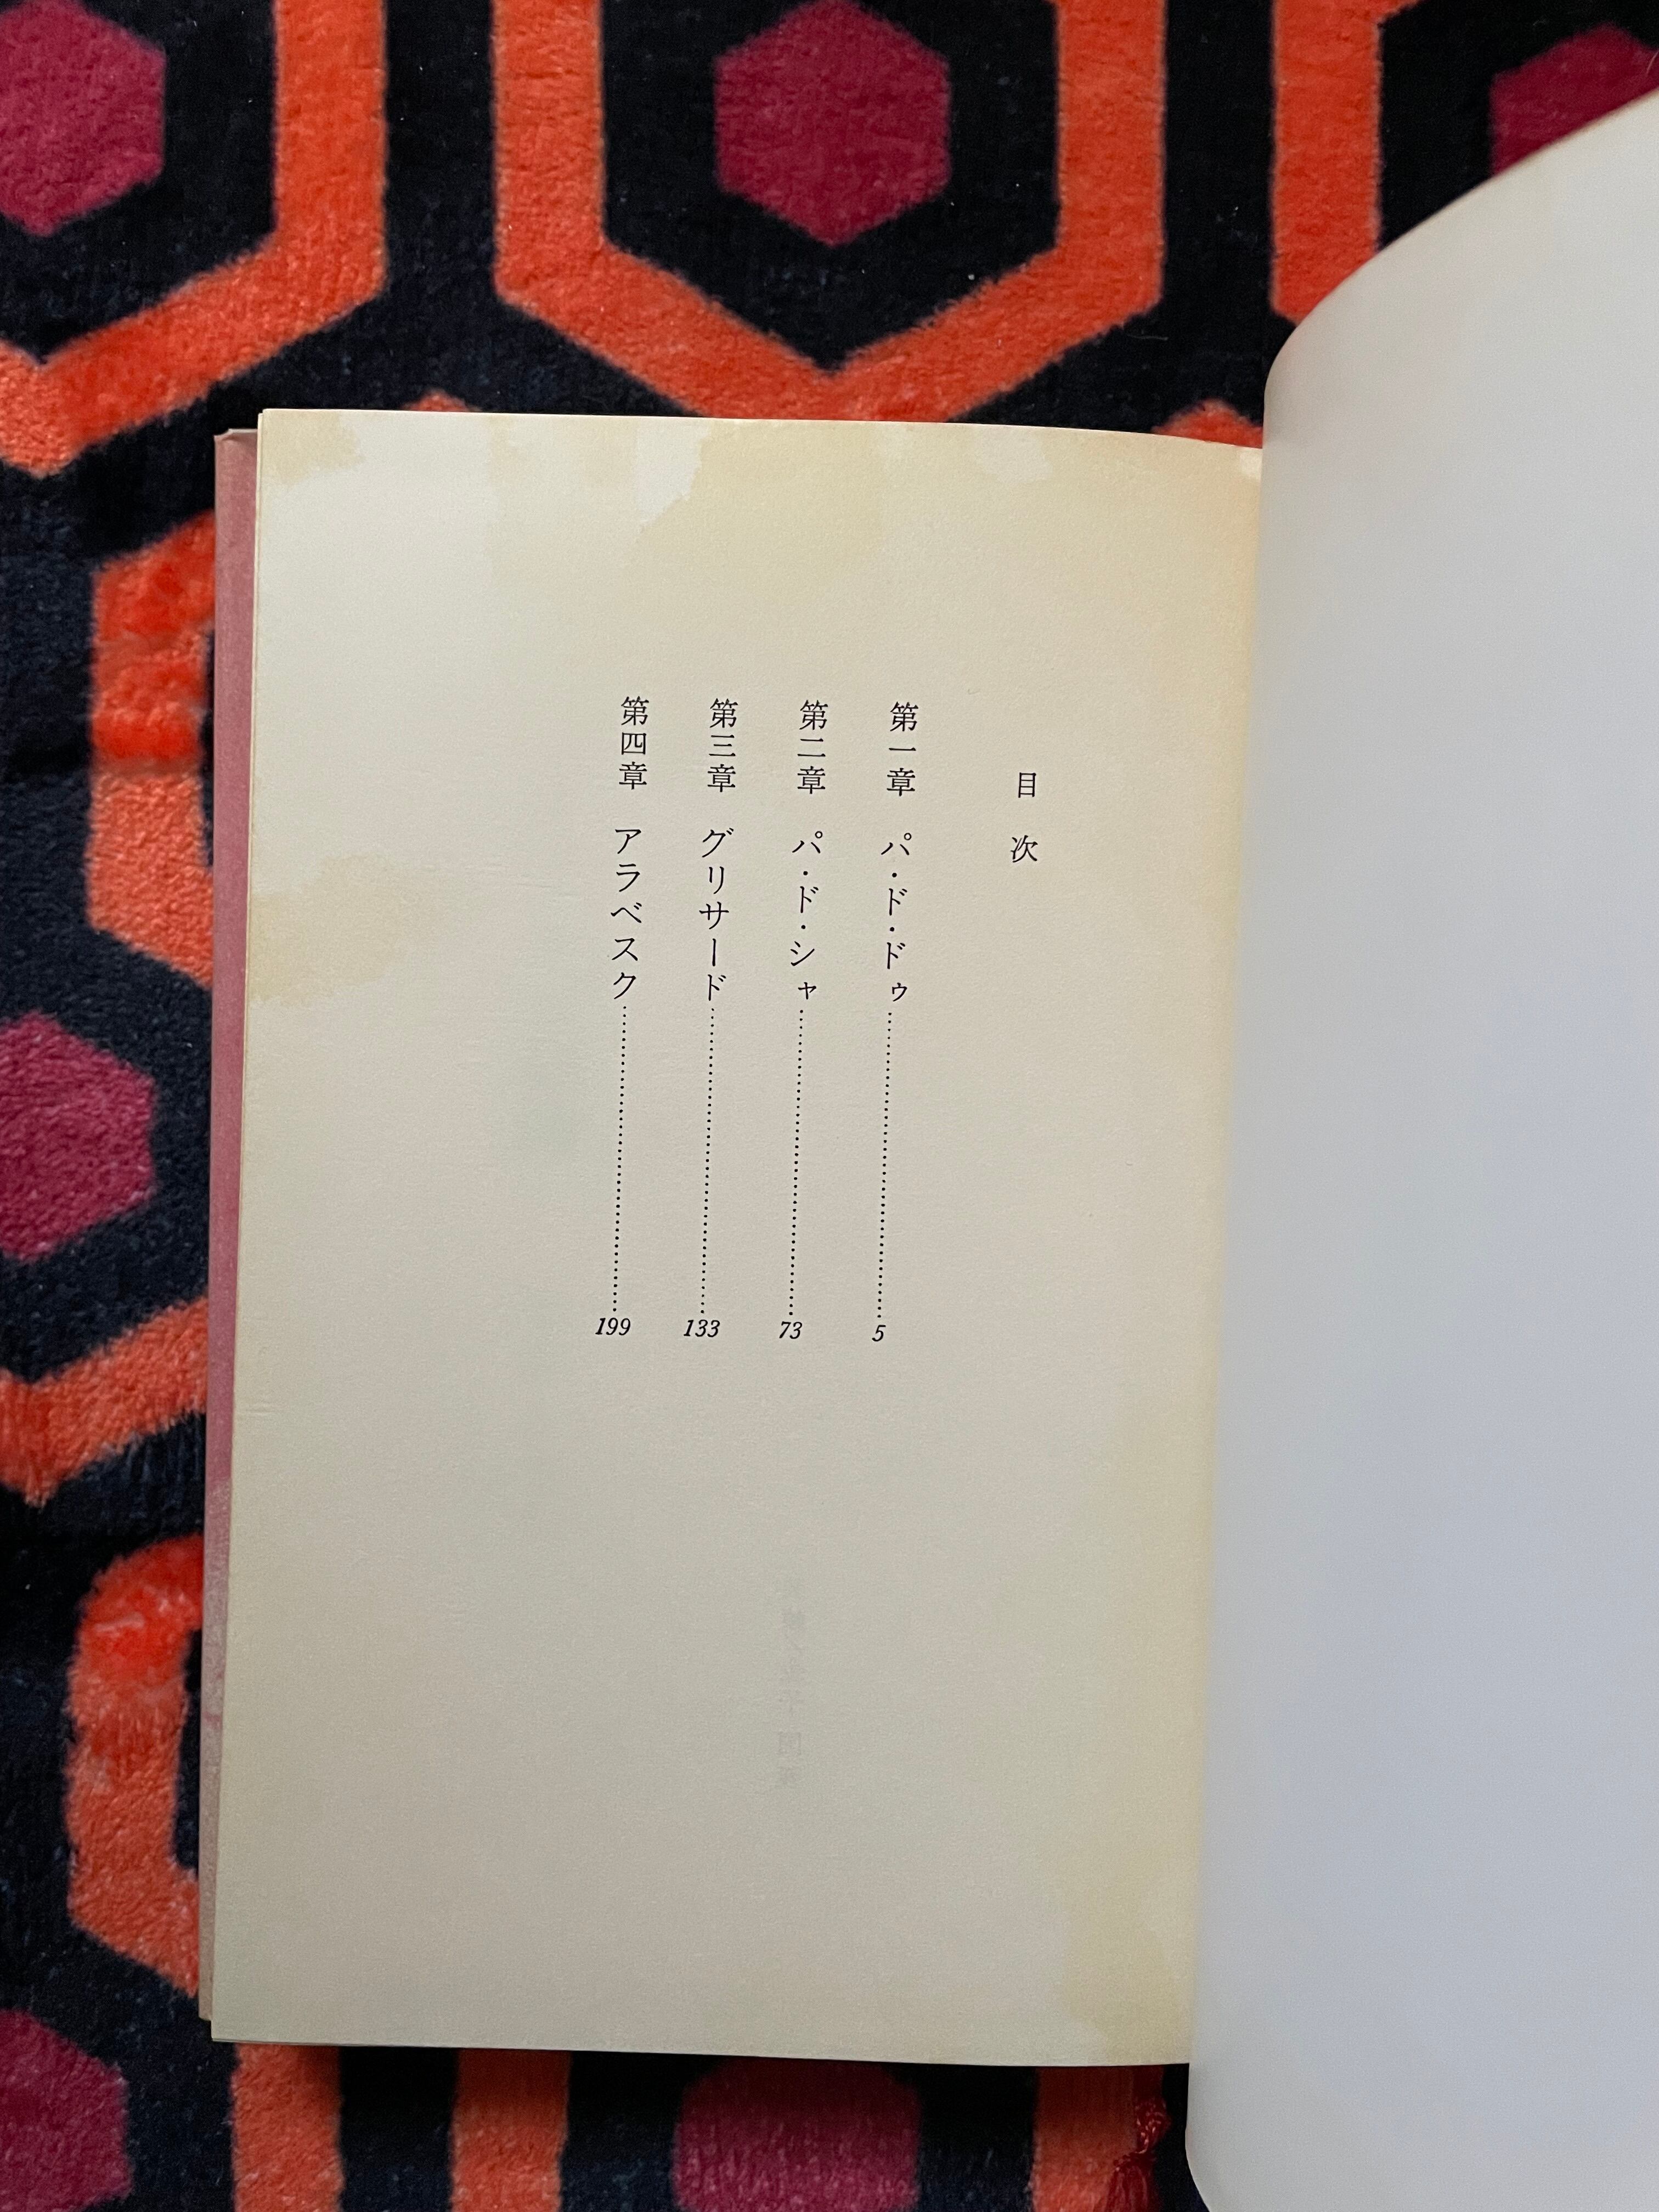 目次
第一章 パ・ド・ドゥ……………………5
第二章 パ・ド・シャ……………………73
第三章 グリサード……………………133
第四章 アラベスク……………………199